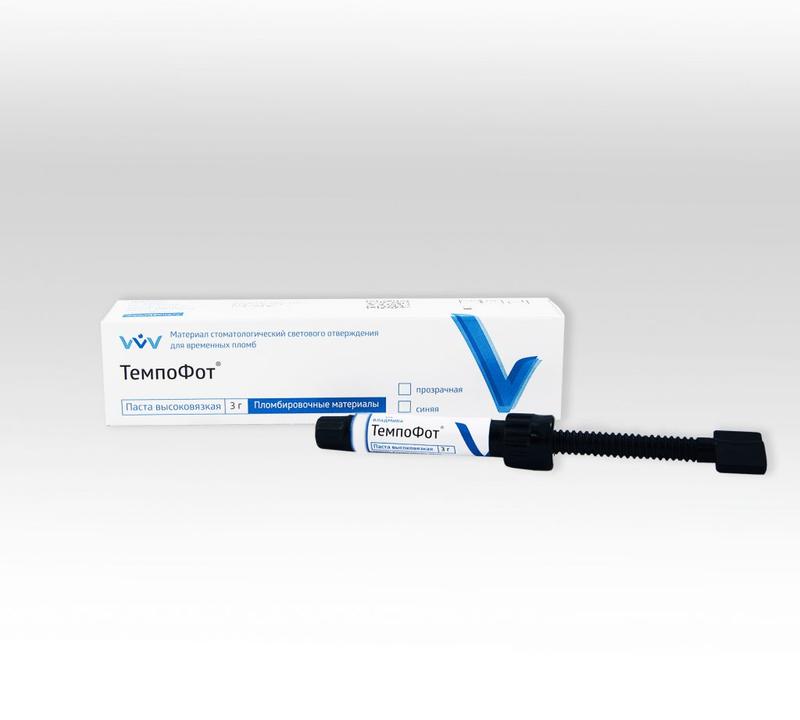 Материал стоматологический светового отверждения
для временных пломб
ТемпоФот®
Паста высоковязкая 3 г Пломбировочные материалы
прозрачная
синяя
ВЛАДМИВА
ТемпоФот®
Паста высоковязкая 3 г